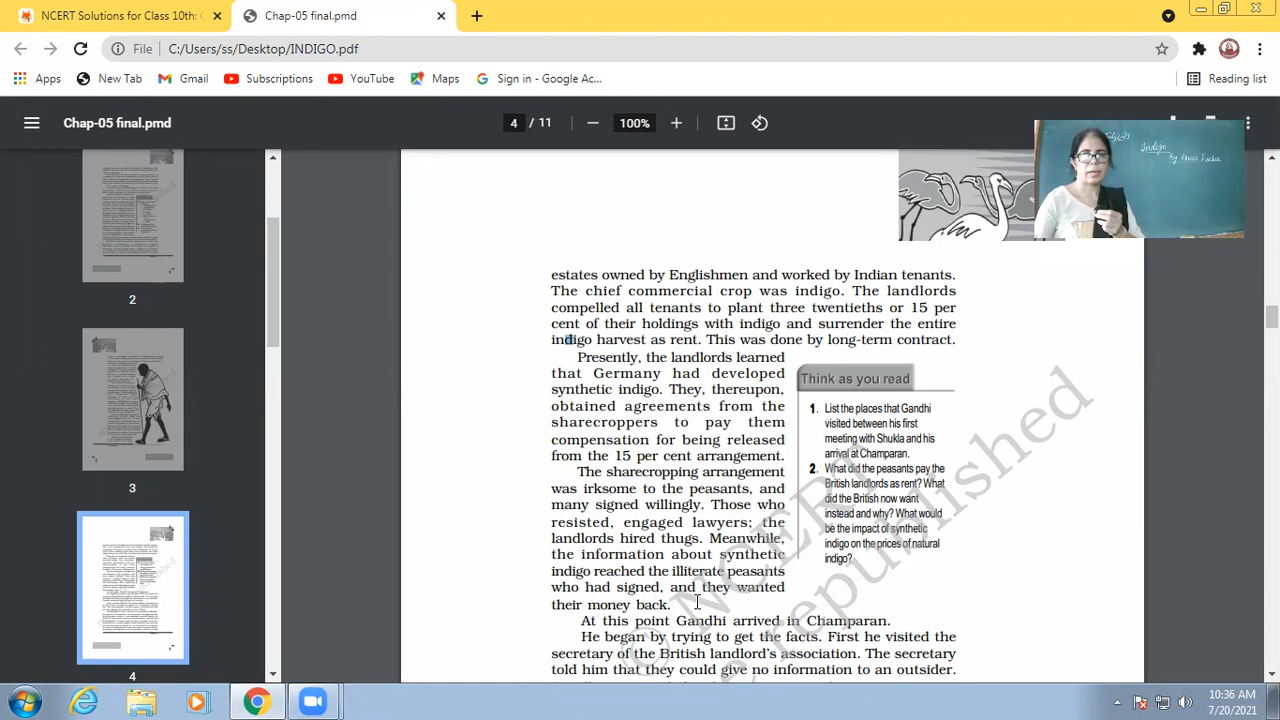 NCERT Solutions for Class 10th:
Chap-05 final.pmd
File
C:/Users/ss/Desktop/INDIGO.pdf
Apps
New Tab
Gmail
Subscriptions
YouTube
Maps
Sign in - Google Ac...
Reading list
Chap-05 final.pmd
4 / 11
100%
Indigo
2
3
4
estates owned by Englishmen and worked by Indian tenants.
The chief commercial crop was indigo. The landlords
compelled all tenants to plant three twentieths or 15 per
cent of their holdings with indigo and surrender the entire
indigo harvest as rent. This was done by long-term contract.
Presently, the landlords learned
that Germany had developed
synthetic indigo. They, thereupon,
obtained agreements from the
sharecroppers to pay them
compensation for being released
from the 15 per cent arrangement.
The sharecropping arrangement
was irksome to the peasants, and
many signed willingly. Those who
resisted, engaged lawyers; the
landlords hired thugs. Meanwhile,
the information about synthetic
indigo reached the illiterate peasants
who had signed, and they wanted
their money back.
Think as you read
1. List the places that Gandhi
visited between his first
meeting with Shukla and his
arrival at Champaran.
2. What did the peasants pay the
British landlords as rent? What
did the British now want
instead and why? What would
be the impact of synthetic
indigo on the prices of natural
indigo?
At this point Gandhi arrived in Champaran.
He began by trying to get the facts. First he visited the
secretary of the British landlord's association. The secretary
told him that they could give no information to an outsider.
© NCERT
republished
10:36 AM
7/20/2021